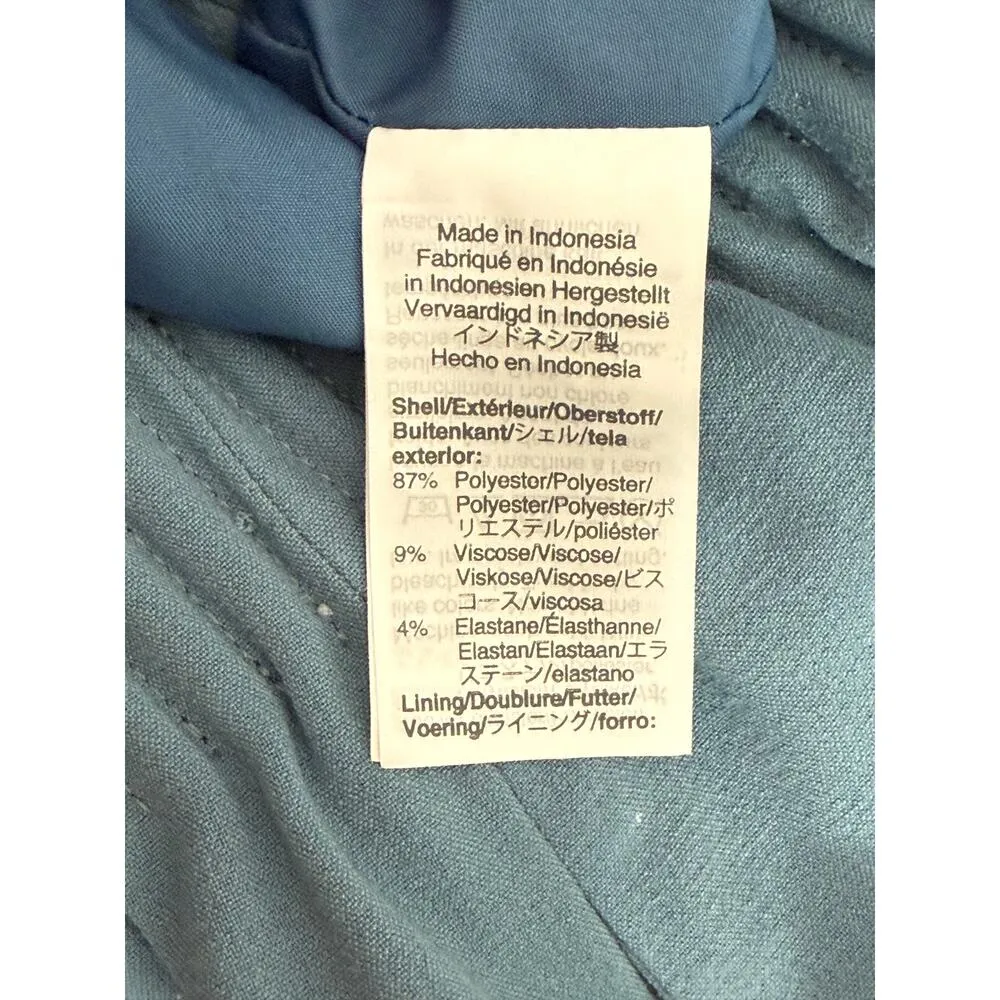 Made in Indonesia
Fabriqué en Indonésie
in Indonesien Hergestellt
Vervaardigd in Indonesië
インドネシア製
Hecho en Indonesia
Shell/Extérieur/Oberstoff/
Buitenkant/シェル/tela
exterior:
87% Polyester/Polyester/
Polyester/Polyester/ポ
リエステル/poliéster
9% Viscose/Viscose/
Viskose/Viscose/ビス
コース/viscosa
4% Elastane/Élasthanne/
Elastan/Elastaan/エラ
ステーン/elastano
Lining/Doublure/Futter/
Voering/ライニング/forro: